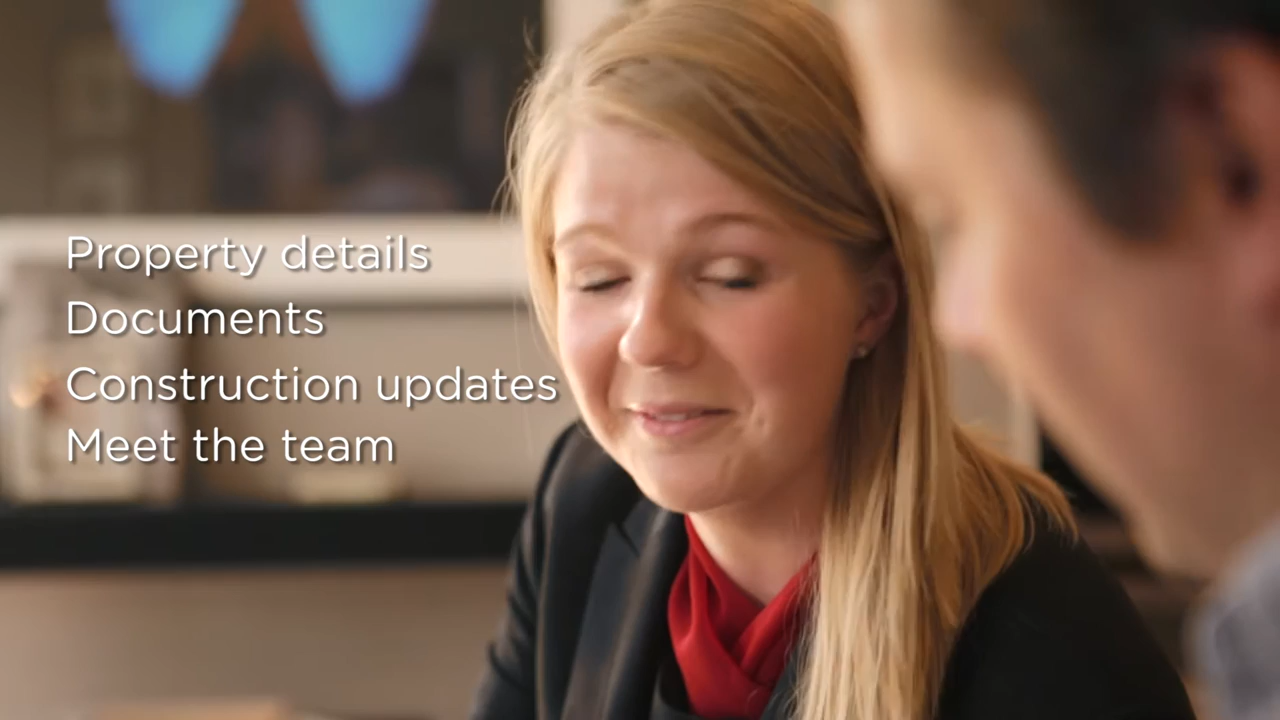 Property details
Documents
Construction updates
Meet the team